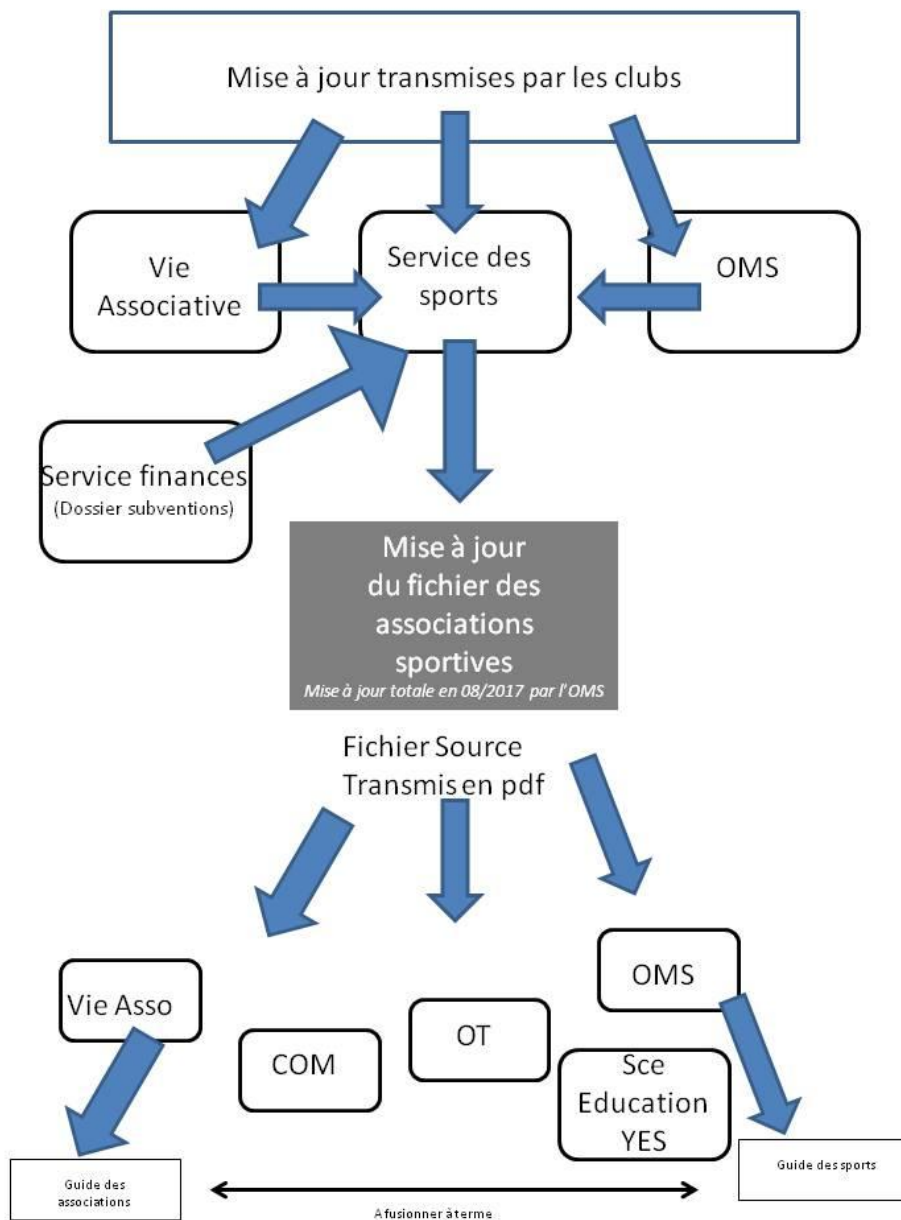 Mise à jour transmises par les clubs
Vie
Associative
Service des
sports
OMS
Service finances
(Dossier subventions)
Mise à jour
du fichier des
associations
sportives
Mise à jour totale en 08/2017 par l'OMS
Fichier Source
Transmis en pdf
Vie Asso
COM
OT
OMS
Sce
Education
YES
Guide des
associations
Guide des sports
A fusionner à terme